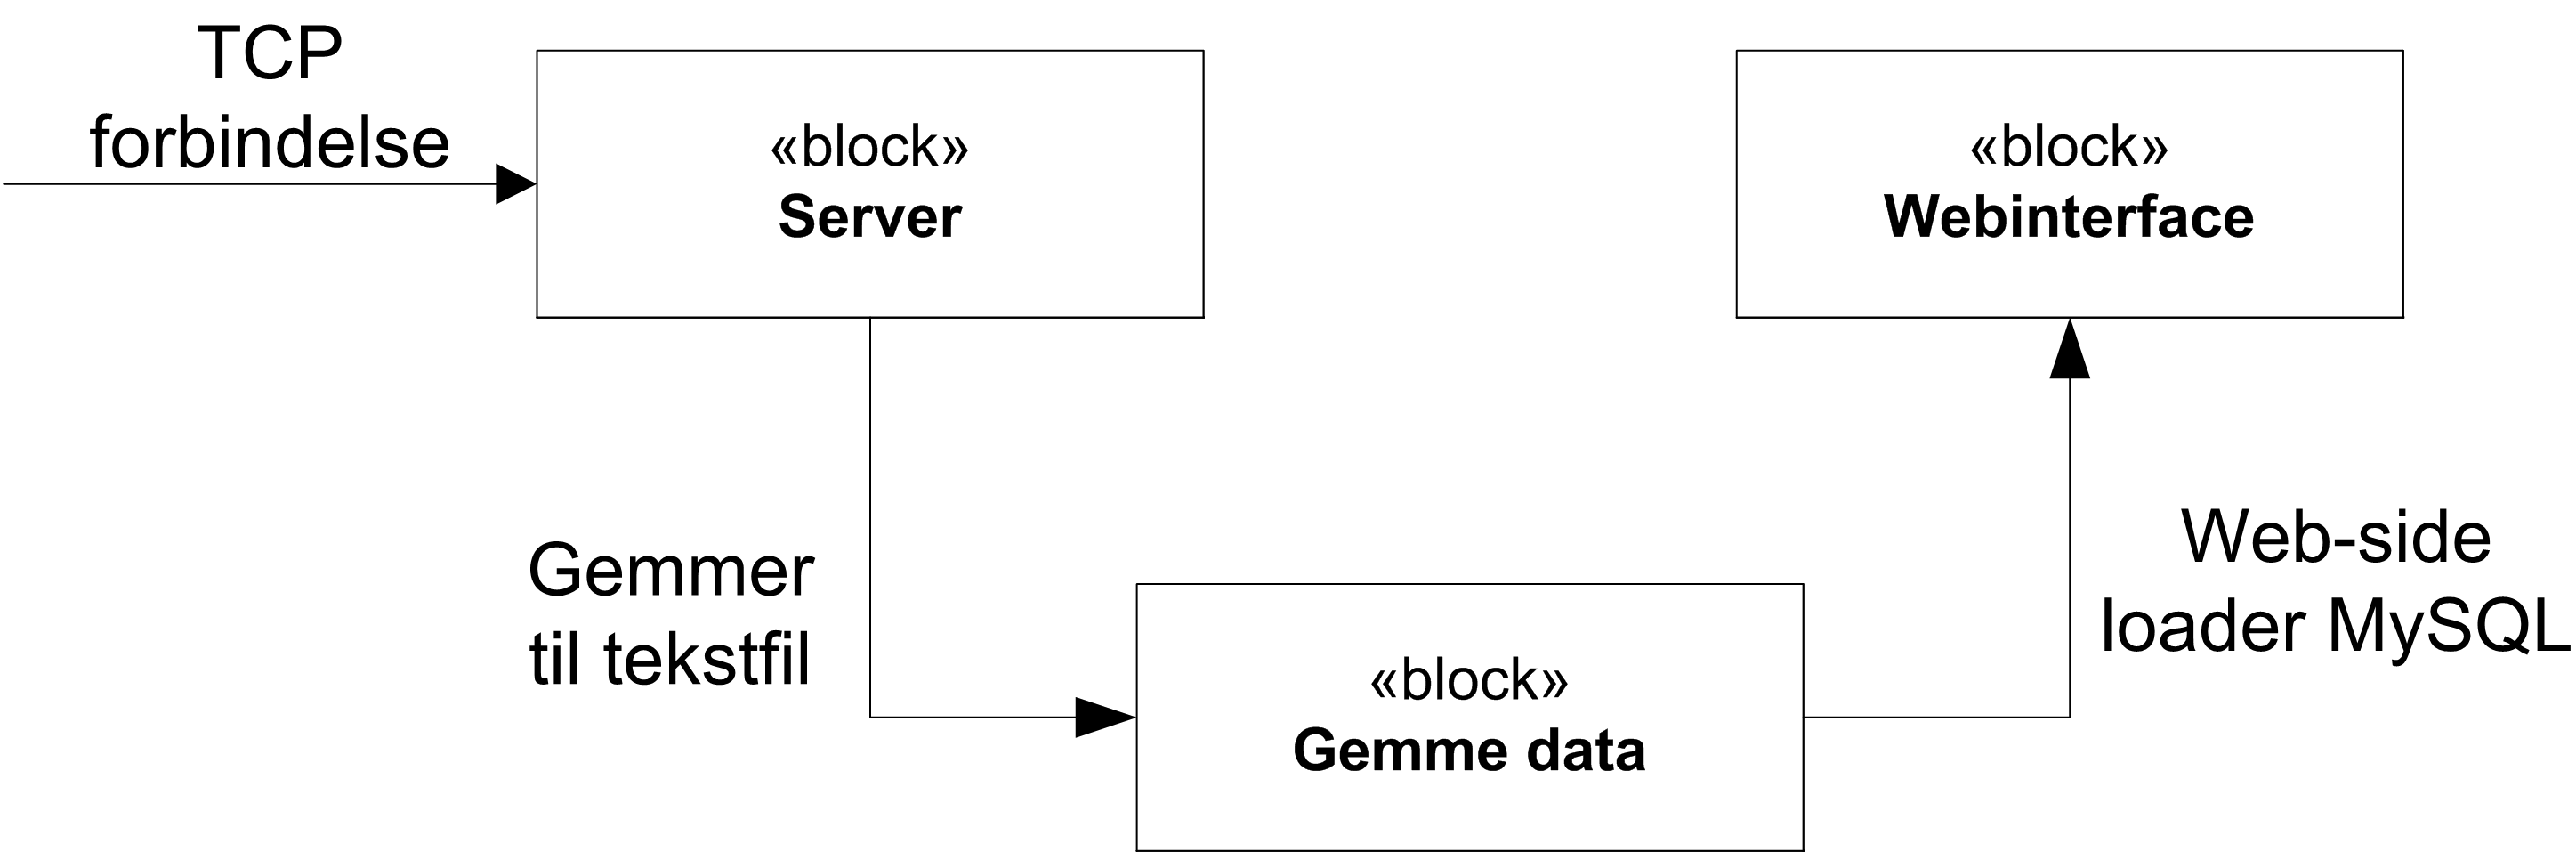 TCP
forbindelse
«block»
Server
«block»
Webinterface
Gemmer
til tekstfil
«block»
Gemme data
Web-side
loader MySQL